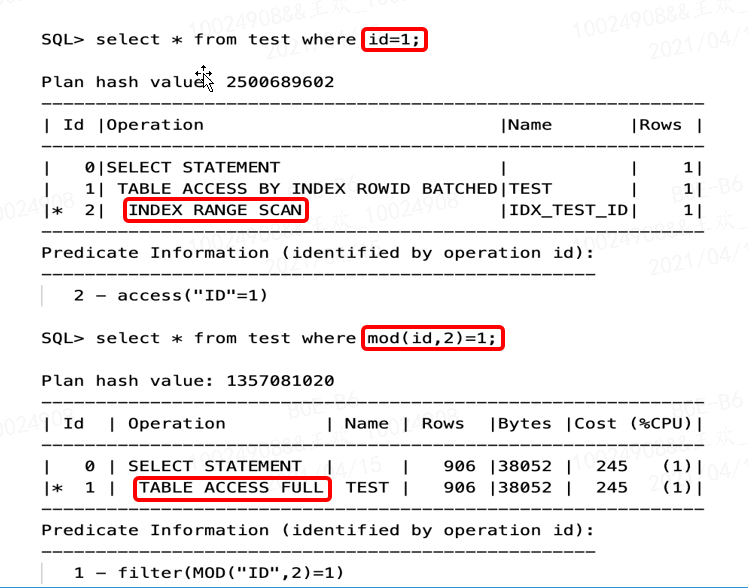 SQL> select * from test where id=1;
Plan hash value: 2500689602
| Id |Operation |Name |Rows |
| 0|SELECT STATEMENT | | 1|
| 1| TABLE ACCESS BY INDEX ROWID BATCHED|TEST | 1|
|* 2| INDEX RANGE SCAN |IDX_TEST_ID| 1|
Predicate Information (identified by operation id):
2 – access("ID"=1)
SQL> select * from test where mod(id,2)=1;
Plan hash value: 1357081020
| Id | Operation | Name | Rows |Bytes |Cost (%CPU)|
| 0 | SELECT STATEMENT | 906 |38052 | 245 (1)|
|* 1 | TABLE ACCESS FULL TEST | 906 |38052 | 245 (1)|
Predicate Information (identified by operation id):
1 – filter(MOD("ID",2)=1)